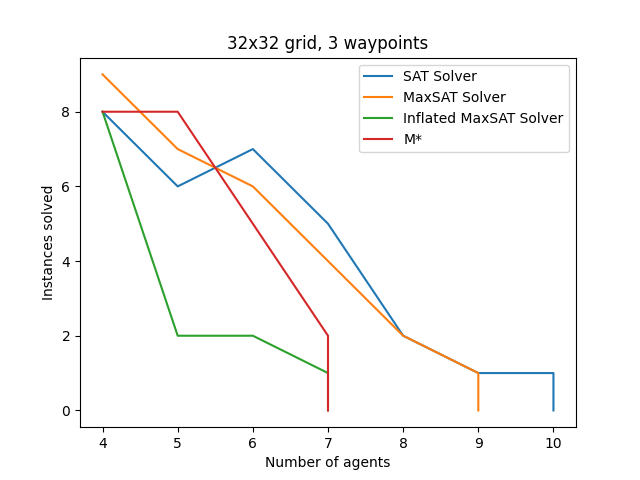 32x32 grid, 3 waypoints
SAT Solver
MaxSAT Solver
Inflated MaxSAT Solver
M*
Instances solved
8
6
4
2
0
4 5 6 7 8 9 10
Number of agents